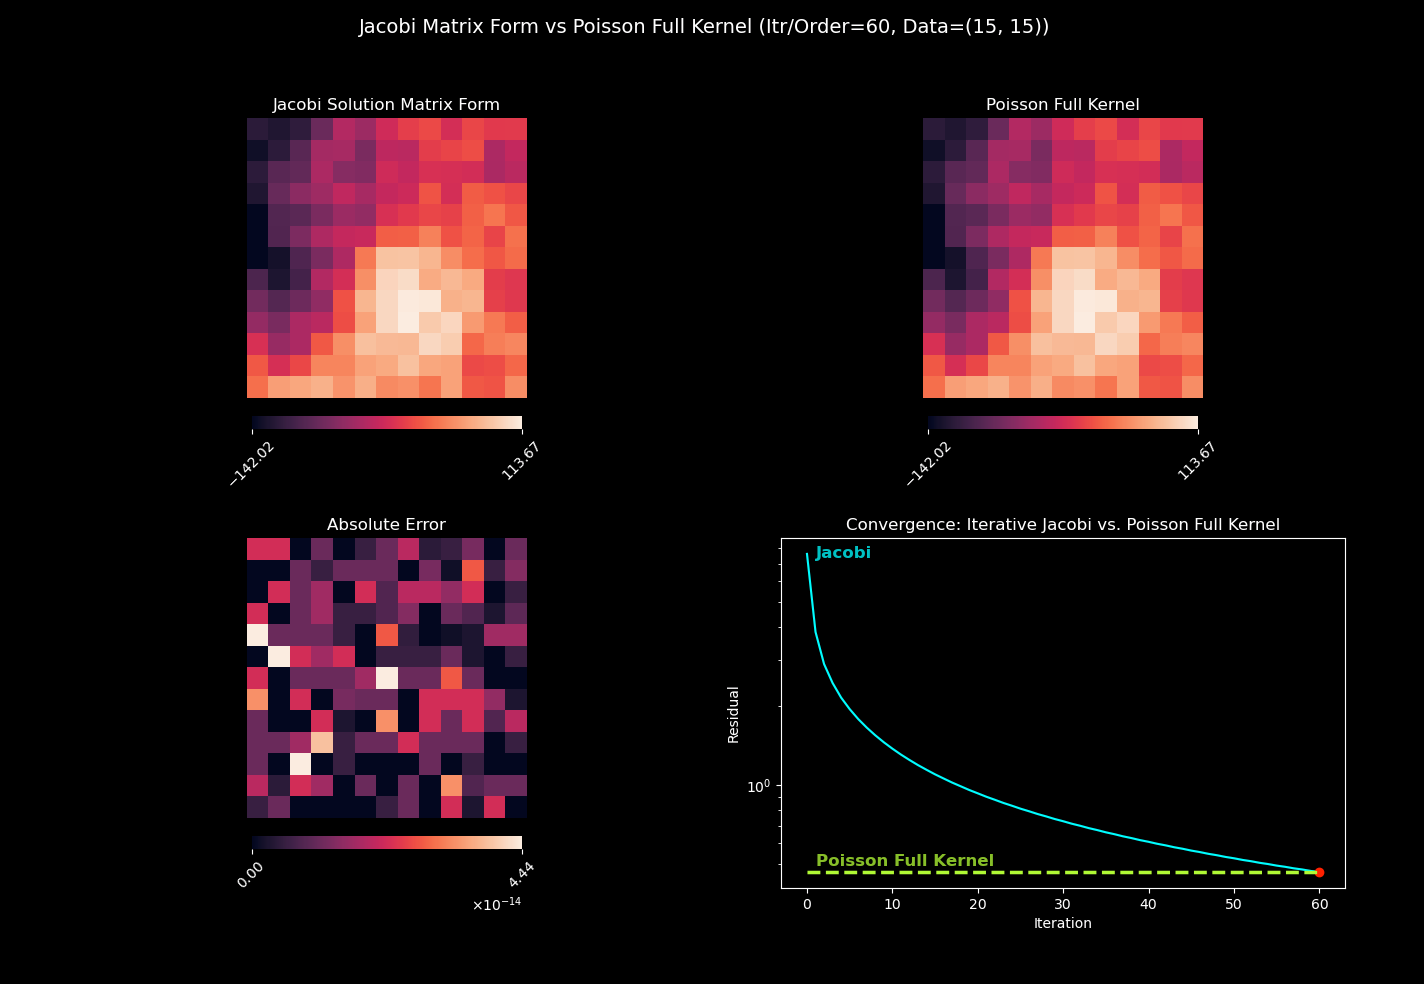 Jacobi Matrix Form vs Poisson Full Kernel (Itr/Order=60, Data=(15, 15))
Jacobi Solution Matrix Form
−142.02
113.67
Poisson Full Kernel
−142.02
113.67
Absolute Error
0.00
4.44
×10⁻¹⁴
Convergence: Iterative Jacobi vs. Poisson Full Kernel
Jacobi
Residual
10⁰
Poisson Full Kernel
0 10 20 30 40 50 60
Iteration